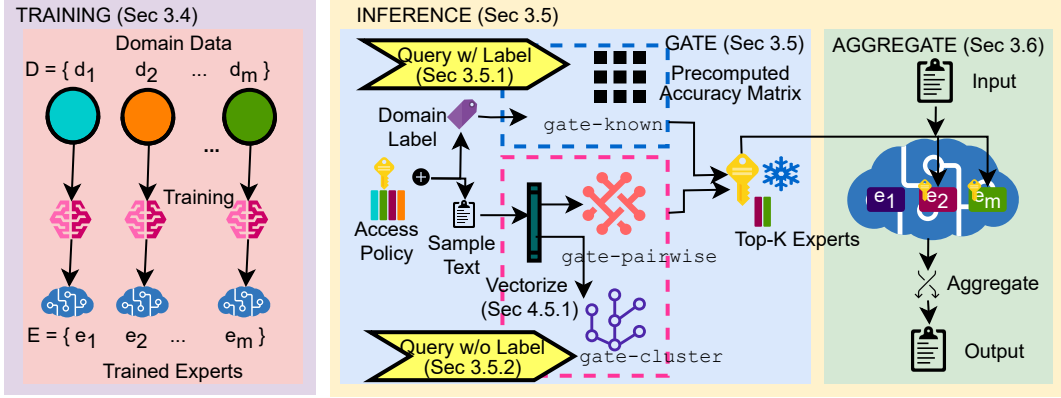 TRAINING (Sec 3.4)
Domain Data
D = { d1 d2 ... dm }
...
Training
E = { e1 e2 ... em }
Trained Experts
INFERENCE (Sec 3.5)
GATE (Sec 3.5)
Query w/ Label
(Sec 3.5.1)
Precomputed
Accuracy Matrix
Domain
Label
gate-known
Access
Policy
Sample
Text
Vectorize
(Sec 4.5.1)
gate-pairwise
Query w/o Label
(Sec 3.5.2)
gate-cluster
Top-K Experts
AGGREGATE (Sec 3.6)
Input
e1 e2 em
Aggregate
Output